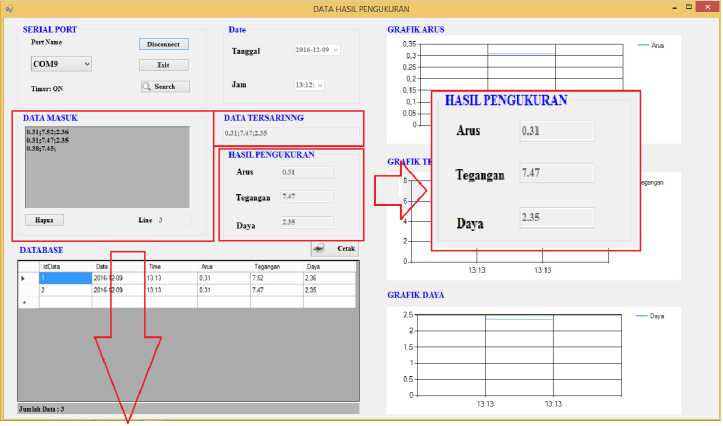 DATA HASIL PENGUKURAN
SERIAL PORT
Port Name
Disconnect
COM9
Exit
Timer: ON
Search
Date
Tanggal
2016-12-09
Jam
13:12:
GRAFIK ARUS
0,35
0,3
0,25
0,2
0,15
0,1
0,05
0
Arus
DATA MASUK
0.31;7.52;2.36
0.31;7.47;2.35
0.38;7.45;
Hapus
Line 3
DATA TERSARINNG
0.31;7.47;2.35
HASIL PENGUKURAN
Arus 0.31
Tegangan 7.47
Daya 2.35
HASIL PENGUKURAN
Arus 0.31
Tegangan 7.47
Daya 2.35
GRAFIK TE
egangan
8
4
2
0
13:13 13:13
Cetak
DATABASE
IdData Date Time Arus Tegangan Daya
1 2016-12-09 13:13 0.31 7.52 2.36
2 2016-12-09 13:13 0.31 7.47 2.35
Jumlah Data : 3
GRAFIK DAYA
2.5
2
1.5
1
0.5
0
Daya
13:13 13:13